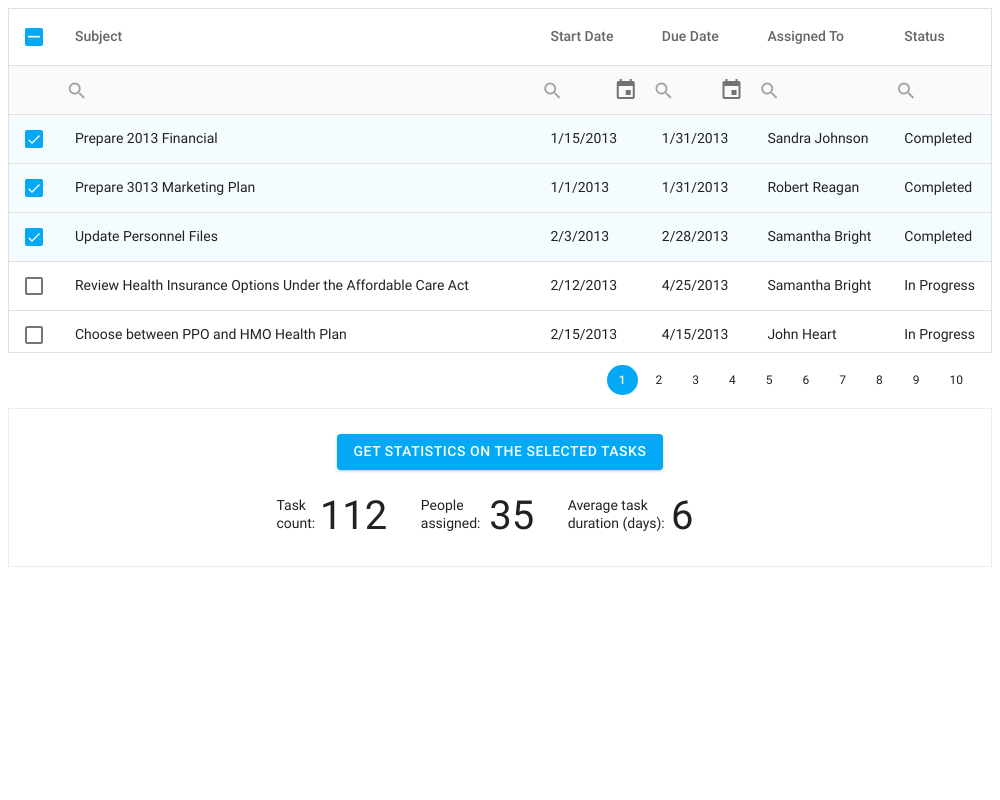 Subject Start Date Due Date Assigned To Status
Prepare 2013 Financial 1/15/2013 1/31/2013 Sandra Johnson Completed
Prepare 3013 Marketing Plan 1/1/2013 1/31/2013 Robert Reagan Completed
Update Personnel Files 2/3/2013 2/28/2013 Samantha Bright Completed
Review Health Insurance Options Under the Affordable Care Act 2/12/2013 4/25/2013 Samantha Bright In Progress
Choose between PPO and HMO Health Plan 2/15/2013 4/15/2013 John Heart In Progress
1 2 3 4 5 6 7 8 9 10
GET STATISTICS ON THE SELECTED TASKS
Task count: 112 People assigned: 35 Average task duration (days): 6